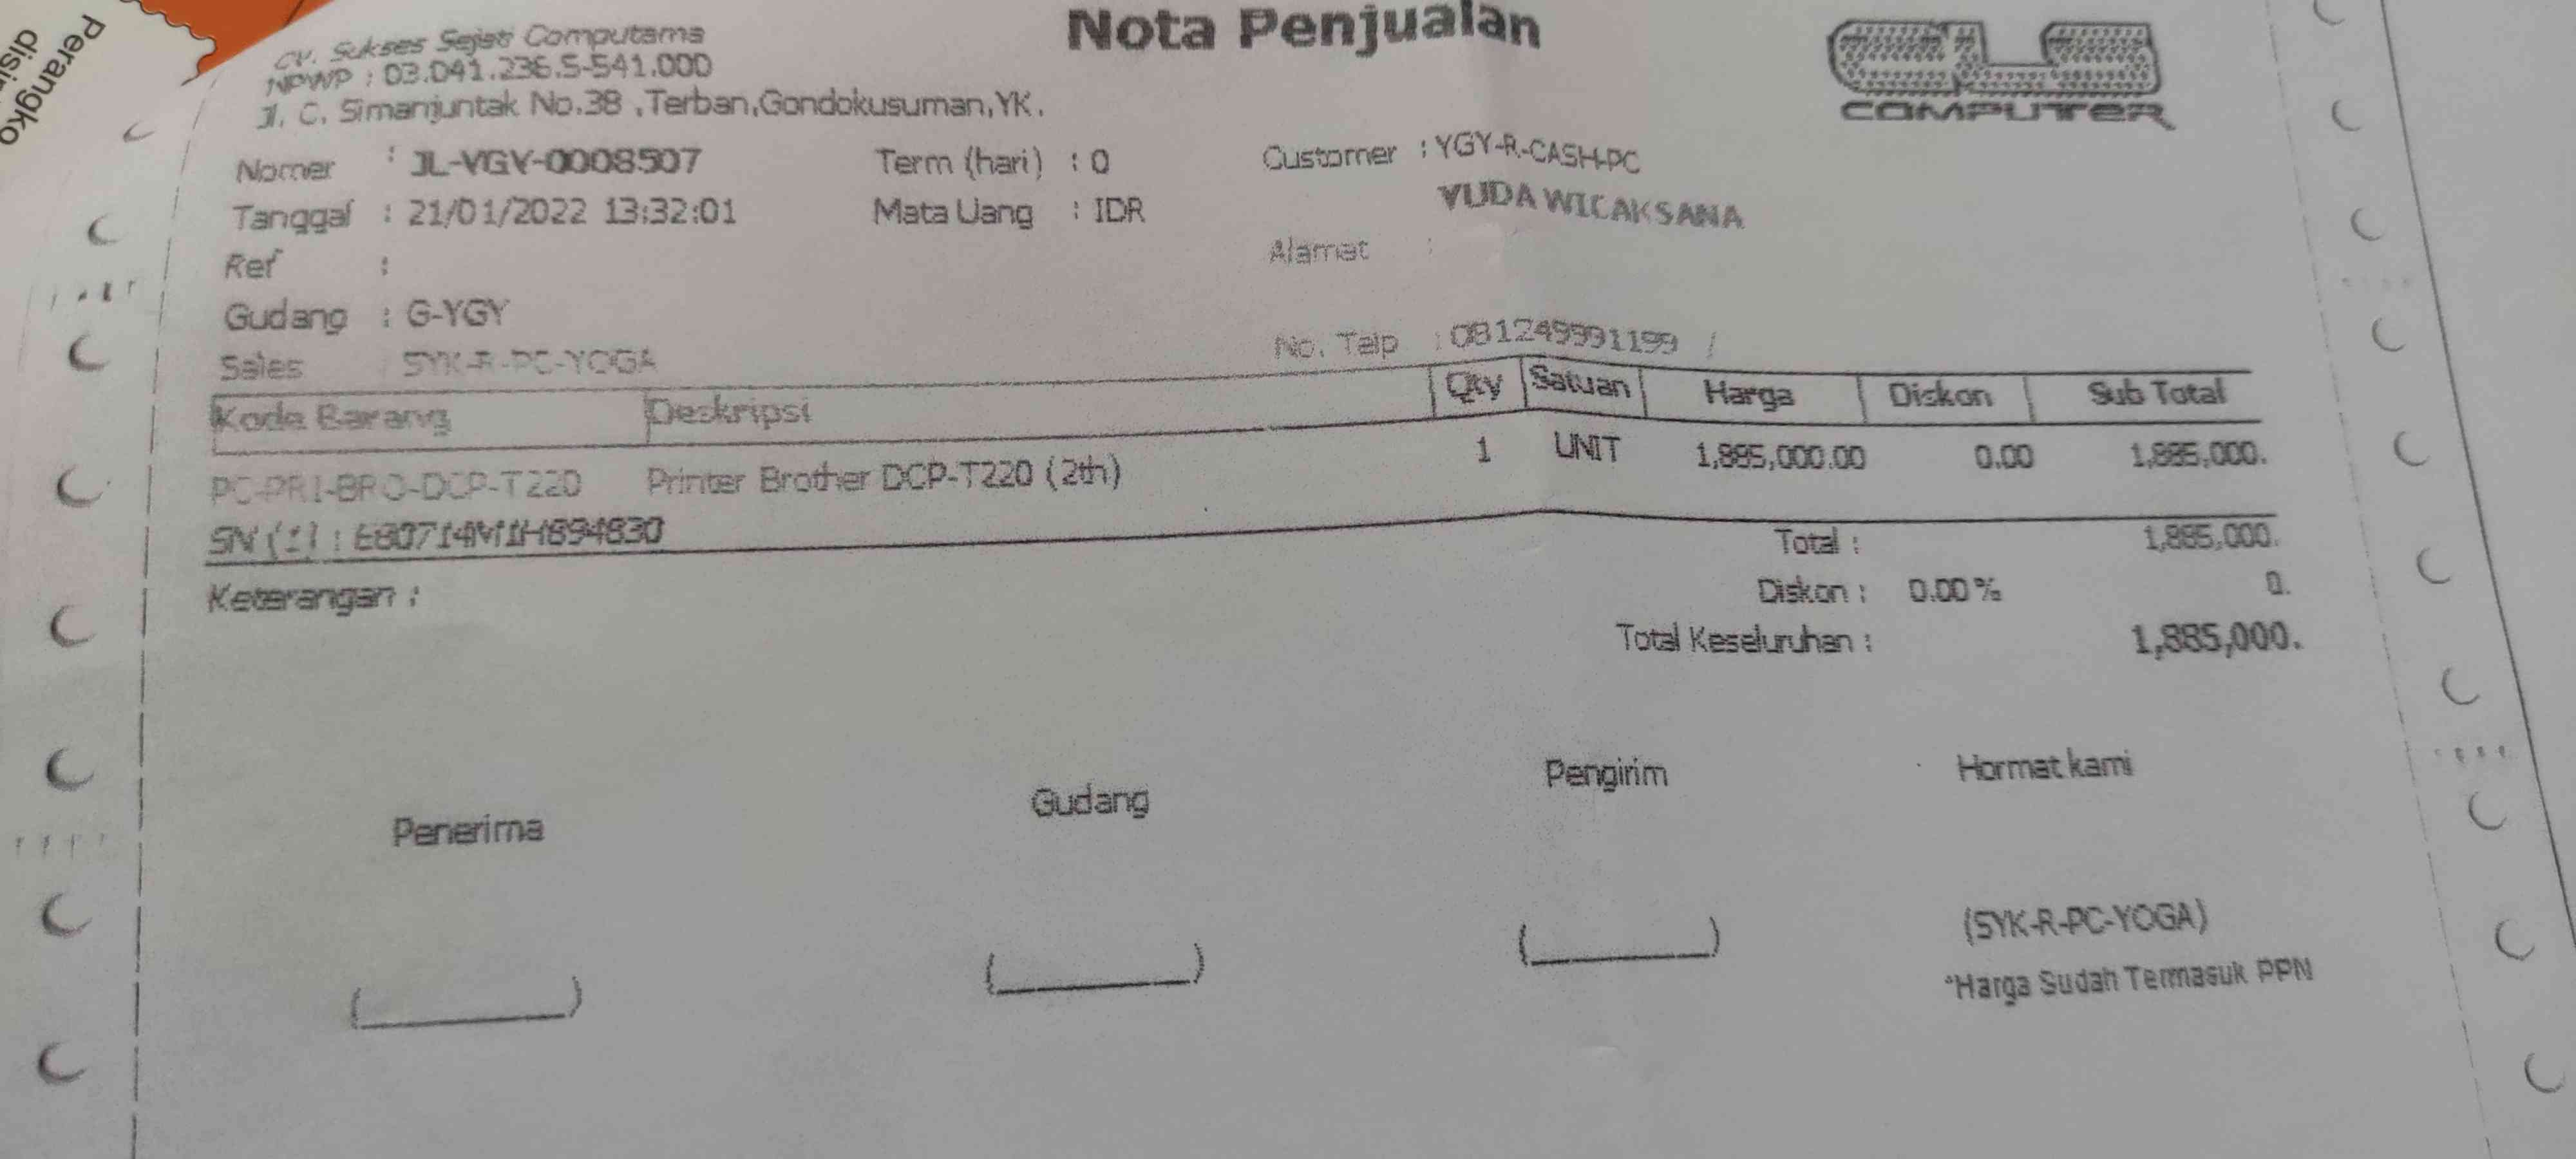 Perangko
Nota Penjualan
CV. Sukses Sejati Computama
NPWP : 03.041.236.5-541.000
Jl. C. Simanjuntak No.38 ,Terban,Gondokusuman,YK.
COMPUTER
Nomer : JL-YGY-0008507 Term (hari) : 0 Customer : YGY-R-CASH-PC
Tanggal : 21/01/2022 13:32:01 Mata Uang : IDR YUDA WICAKSANA
Ref : Alamat :
Gudang : G-YGY
Sales : SYK-R-PC-YOGA No. Telp : 081249991199 /
Kode Barang Deskripsi Qty Satuan Harga Diskon Sub Total
PC-PRI-BRO-DCP-T220 Printer Brother DCP-T220 (2th) 1 UNIT 1,885,000.00 0.00 1,885,000.
SN (1) : E80714M1H894830
Total : 1,885,000.
Keterangan :
Diskon : 0.00 % 0.
Total Keseluruhan : 1,885,000.
Penerima Gudang Pengirim Hormat kami
(SYK-R-PC-YOGA)
*Harga Sudah Termasuk PPN